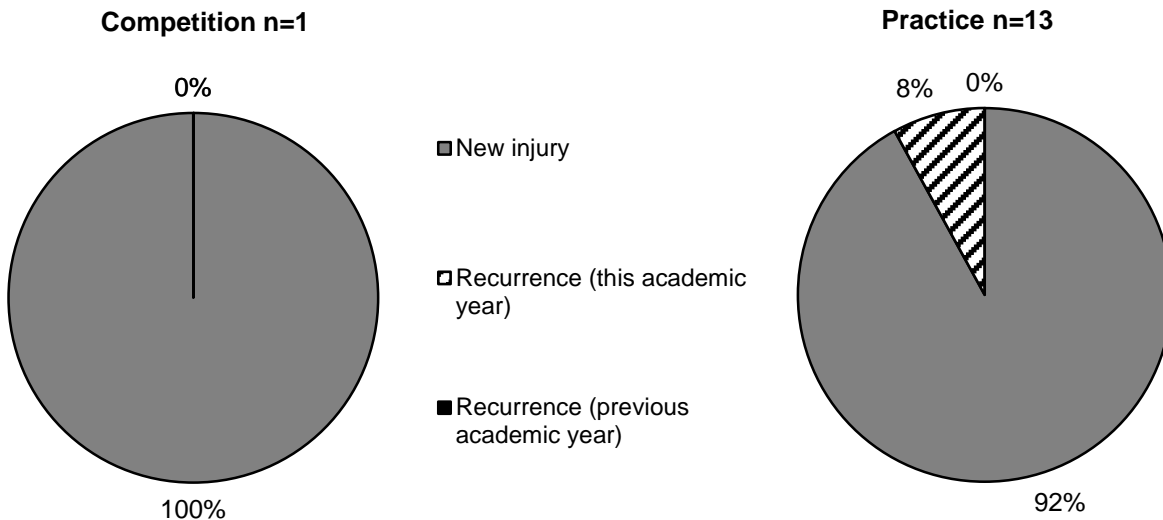 Competition n=1
0%
100%
New injury
Recurrence (this academic
year)
Recurrence (previous
academic year)
Practice n=13
8%
0%
92%